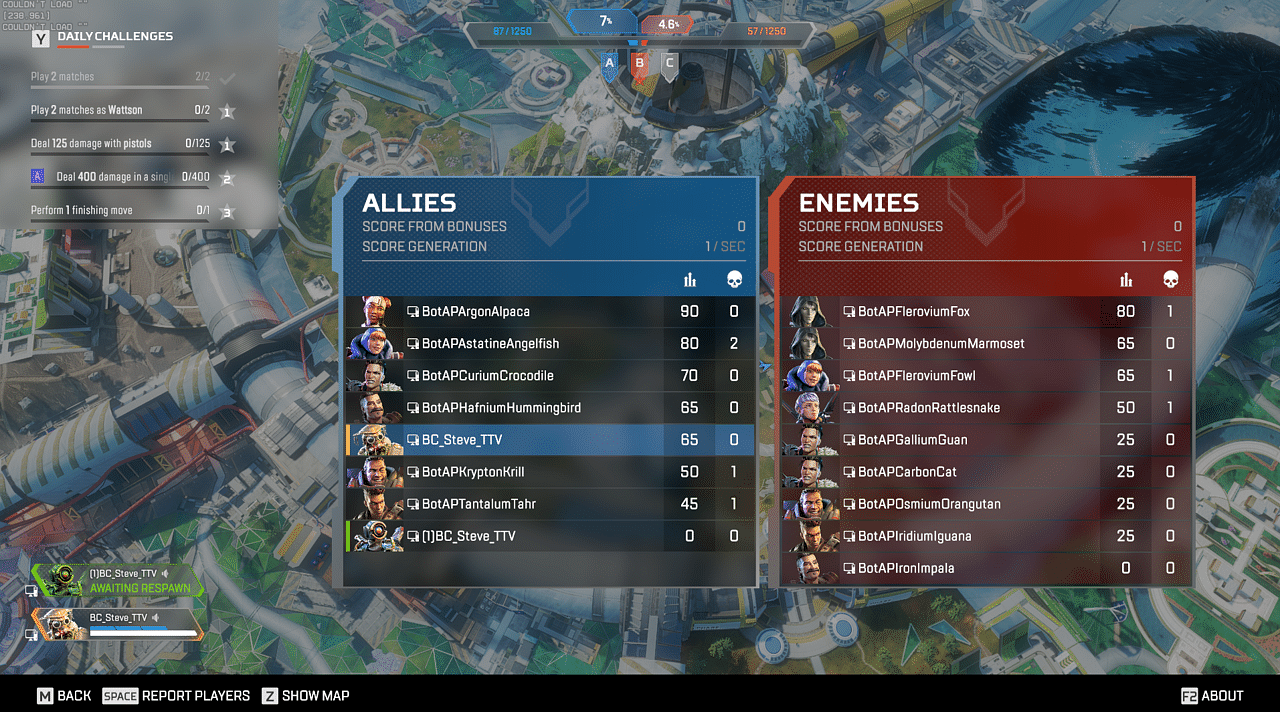 COULDN'T LOAD ""
[238 961]
COULDN'T LOAD ""
Y DAILY CHALLENGES
Play 2 matches 2/2
Play 2 matches as Wattson 0/2 1
Deal 125 damage with pistols 0/125 1
Deal 400 damage in a singl 0/400 2
Perform 1 finishing move 0/1 3
87/1250 7% 4.6% 57/1250
A B C
ALLIES
SCORE FROM BONUSES 0
SCORE GENERATION 1 / SEC
BotAPArgonAlpaca 90 0
BotAPAstatineAngelfish 80 2
BotAPCuriumCrocodile 70 0
BotAPHafniumHummingbird 65 0
BC_Steve_TTV 65 0
BotAPKryptonKrill 50 1
BotAPTantalumTahr 45 1
[1]BC_Steve_TTV 0 0
ENEMIES
SCORE FROM BONUSES 0
SCORE GENERATION 1 / SEC
BotAPFleroviumFox 80 1
BotAPMolybdenumMarmoset 65 0
BotAPFleroviumFowl 65 1
BotAPRadonRattlesnake 50 1
BotAPGalliumGuan 25 0
BotAPCarbonCat 25 0
BotAPOsmiumOrangutan 25 0
BotAPIridiumIguana 25 0
BotAPIronImpala 0 0
[1]BC_Steve_TTV
AWAITING RESPAWN
BC_Steve_TTV
M BACK SPACE REPORT PLAYERS Z SHOW MAP F2 ABOUT